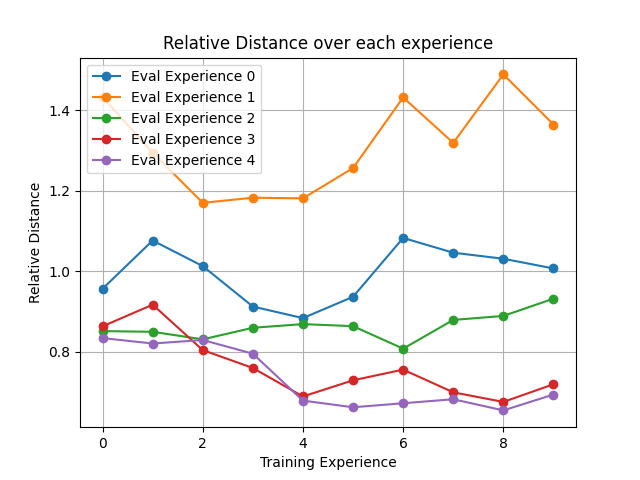 Relative Distance over each experience
Eval Experience 0
Eval Experience 1
Eval Experience 2
Eval Experience 3
Eval Experience 4
1.4
1.2
1.0
0.8
Relative Distance
0 2 4 6 8
Training Experience